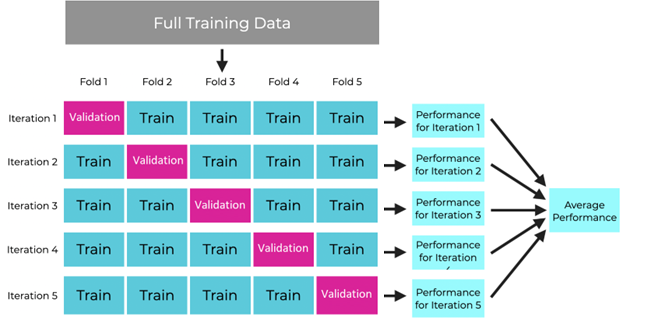 Full Training Data
Fold 1 Fold 2 Fold 3 Fold 4 Fold 5
Iteration 1 Validation Train Train Train Train Performance
for Iteration 1
Iteration 2 Train Validation Train Train Train Performance
for Iteration 2
Iteration 3 Train Train Validation Train Train Performance
for Iteration 3
Average
Performance
Iteration 4 Train Train Train Validation Train Performance
for Iteration
Iteration 5 Train Train Train Train Validation Performance
for Iteration 5